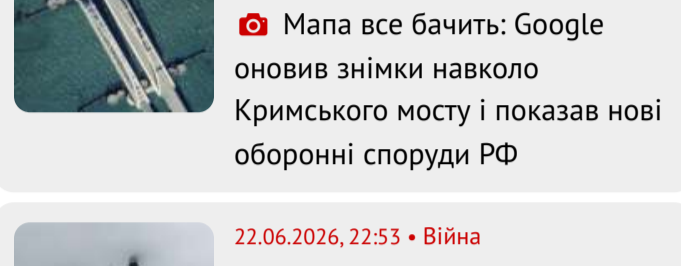 Мапа все бачить: Google
оновив знімки навколо
Кримського мосту і показав нові
оборонні споруди РФ
22.06.2026, 22:53 • Війна